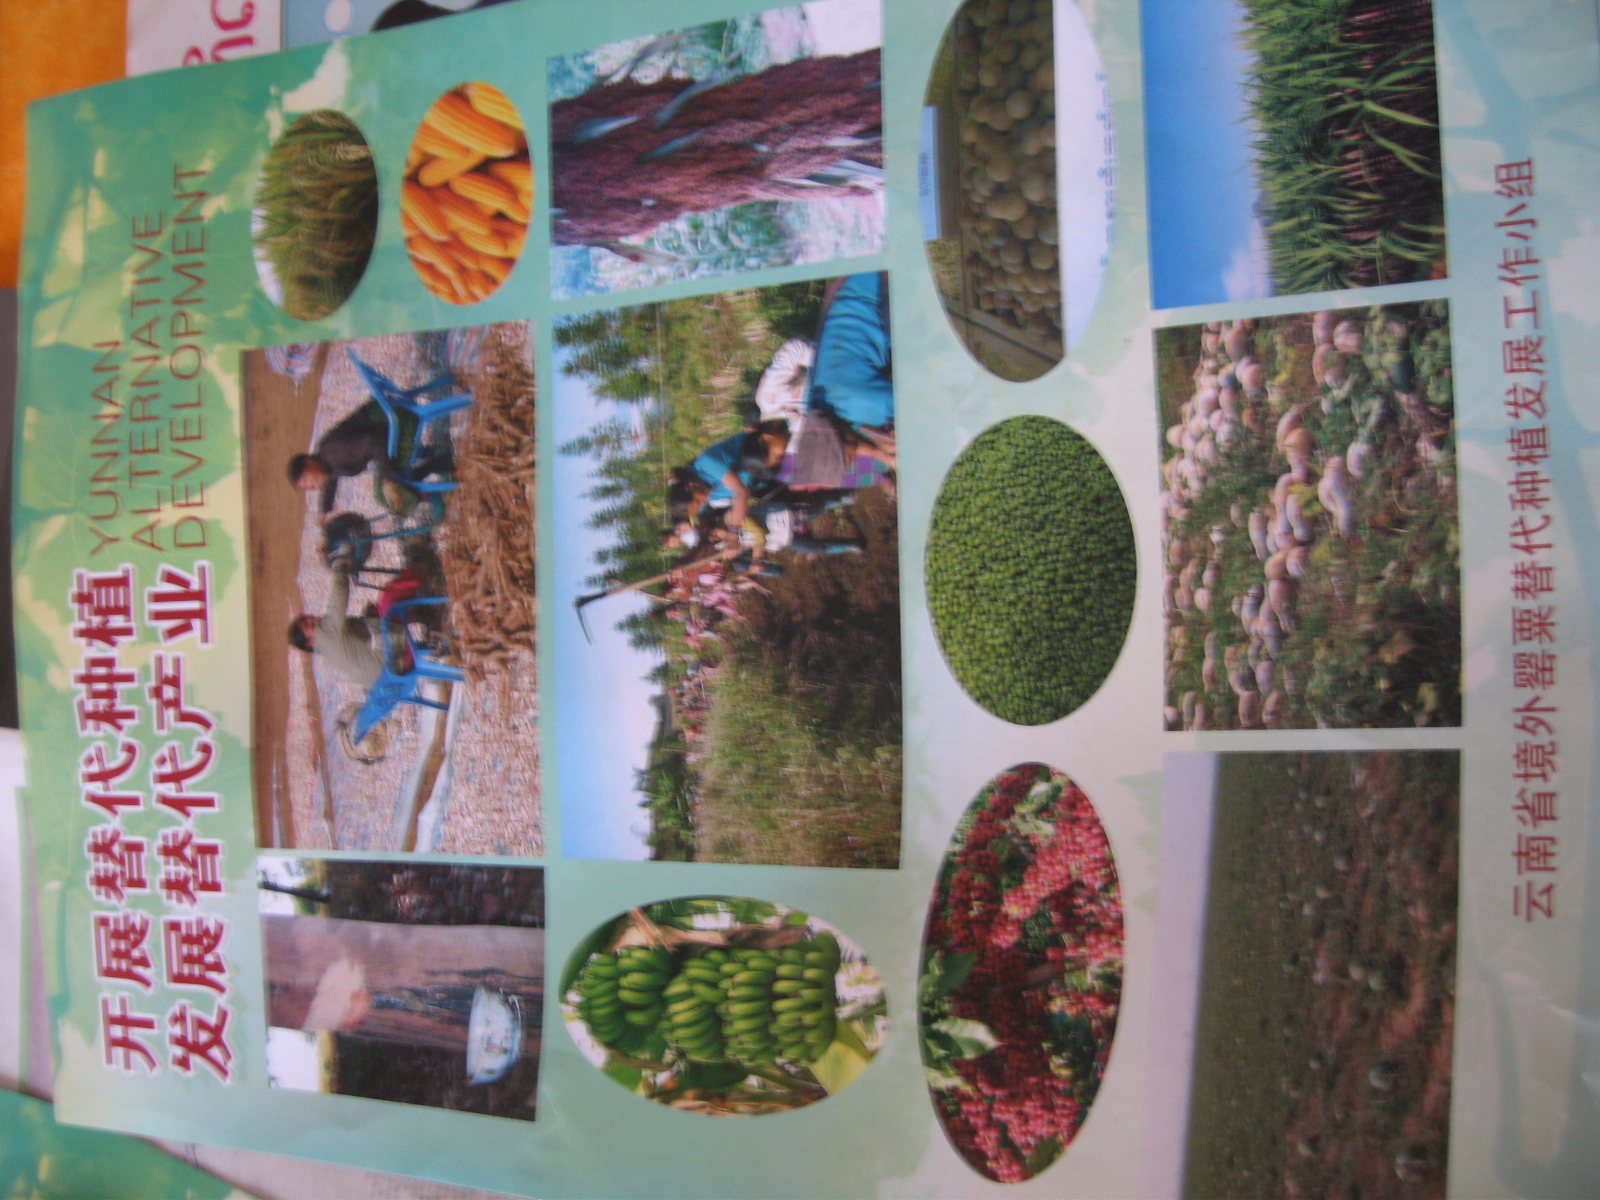 开展替代种植
发展替代产业
YUNNAN
ALTERNATIVE
DEVELOPMENT
云南省境外罂粟替代种植发展工作小组